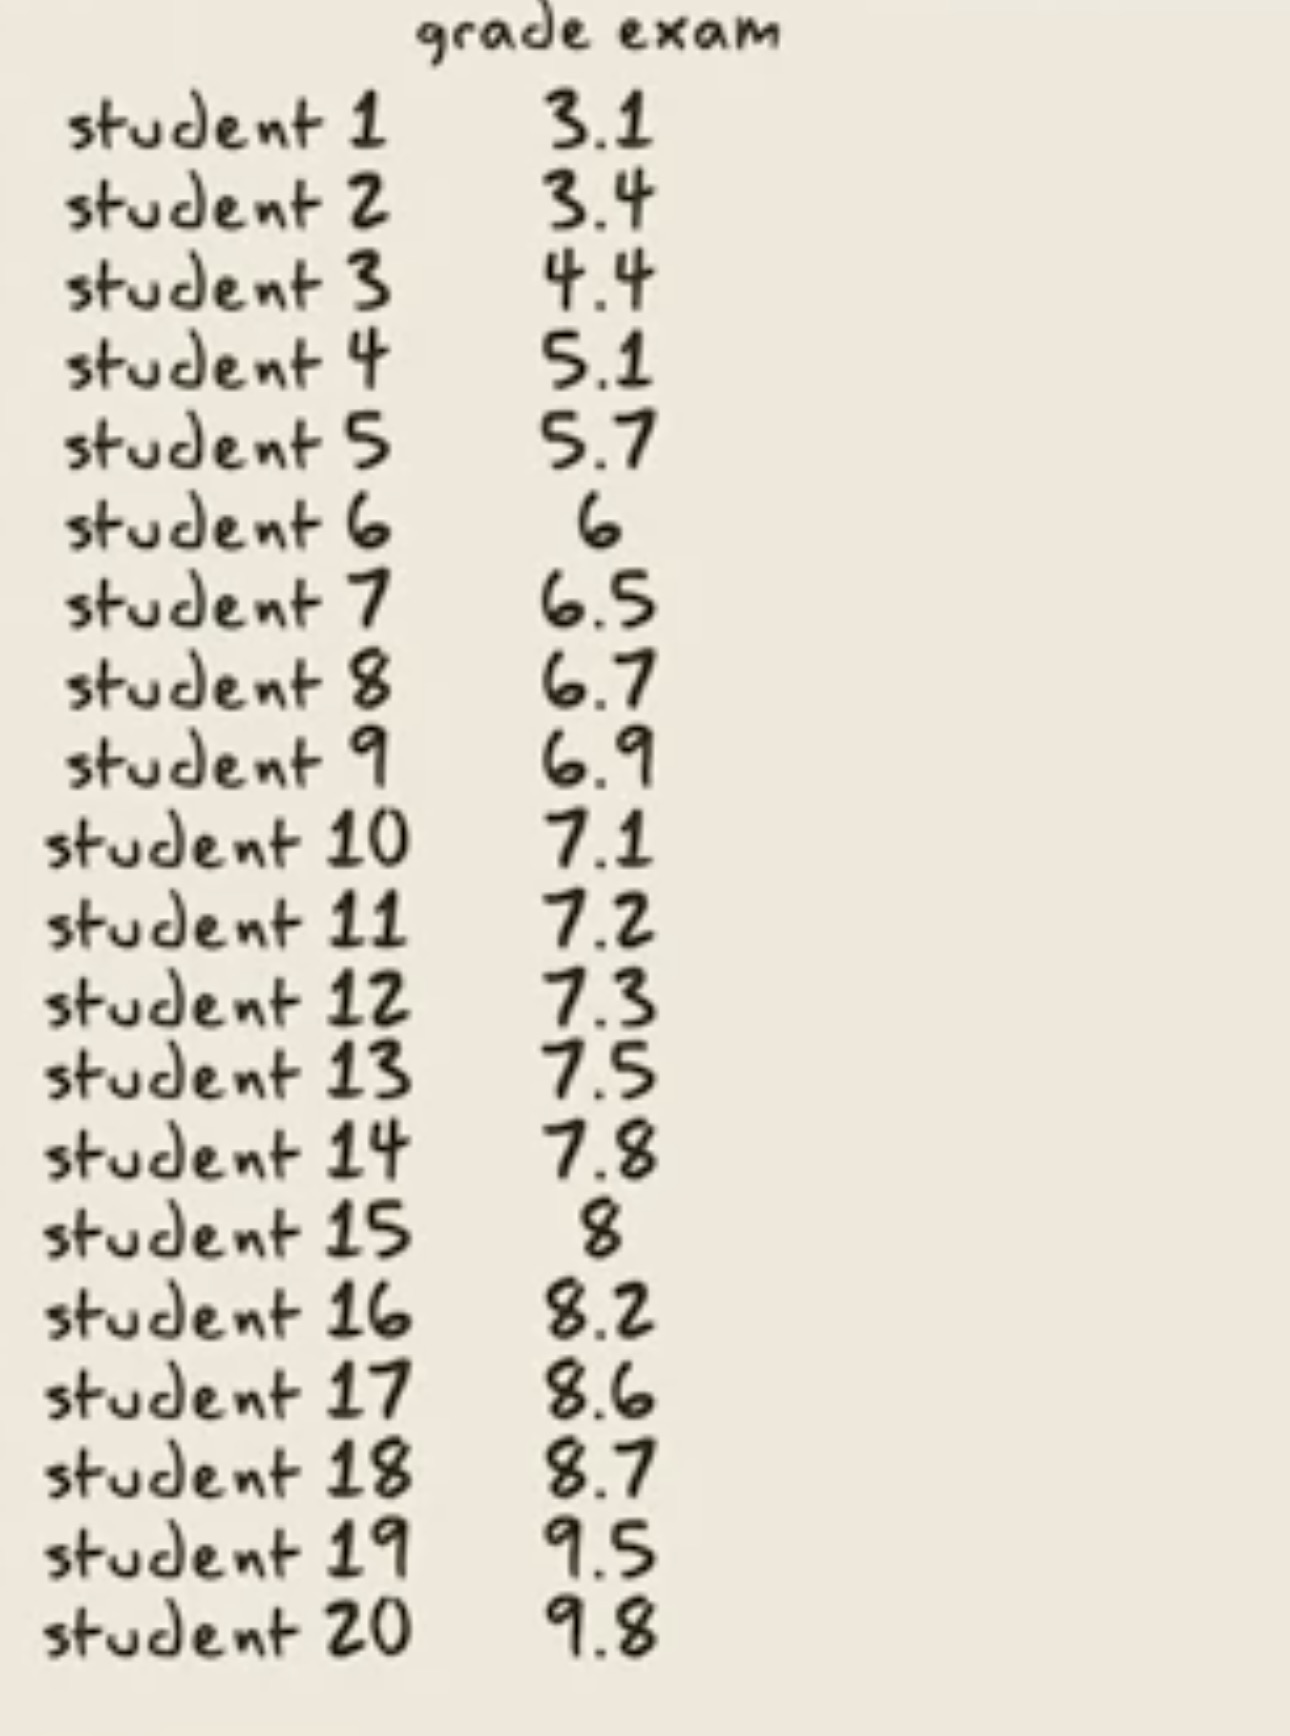 grade exam
student 1 3.1
student 2 3.4
student 3 4.4
student 4 5.1
student 5 5.7
student 6 6
student 7 6.5
student 8 6.7
student 9 6.9
student 10 7.1
student 11 7.2
student 12 7.3
student 13 7.5
student 14 7.8
student 15 8
student 16 8.2
student 17 8.6
student 18 8.7
student 19 9.5
student 20 9.8